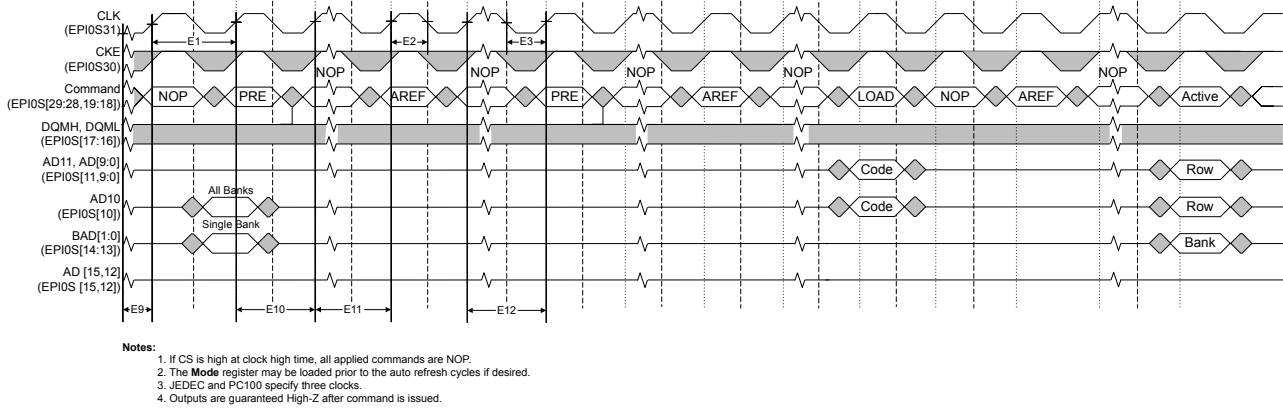 CLK
(EPI0S31)
E1
E2
E3
CKE
(EPI0S30)
NOP
NOP
NOP
NOP
NOP
Command
(EPI0S[29:28,19:18])
NOP
PRE
AREF
PRE
AREF
LOAD
NOP
AREF
Active
DQMH, DQML
(EPI0S[17:16])
AD11, AD[9:0]
(EPI0S[11,9:0]
Code
Row
All Banks
AD10
(EPI0S[10])
Code
Row
Single Bank
BAD[1:0]
(EPI0S[14:13])
Bank
AD [15,12]
(EPI0S [15,12])
E9
E10
E11
E12
Notes:
1. If CS is high at clock high time, all applied commands are NOP.
2. The Mode register may be loaded prior to the auto refresh cycles if desired.
3. JEDEC and PC100 specify three clocks.
4. Outputs are guaranteed High-Z after command is issued.